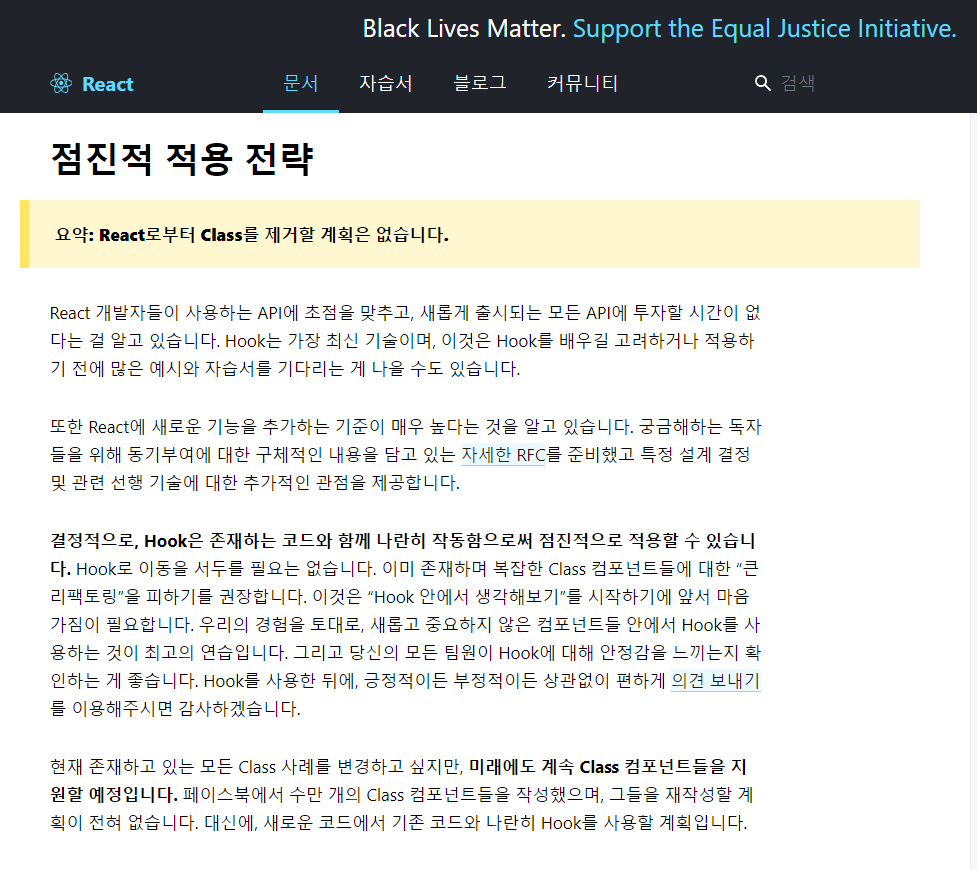 Black Lives Matter. Support the Equal Justice Initiative.
React 문서 자습서 블로그 커뮤니티 검색
점진적 적용 전략
요약: React로부터 Class를 제거할 계획은 없습니다.
React 개발자들이 사용하는 API에 초점을 맞추고, 새롭게 출시되는 모든 API에 투자할 시간이 없
다는 걸 알고 있습니다. Hook는 가장 최신 기술이며, 이것은 Hook를 배우길 고려하거나 적용하
기 전에 많은 예시와 자습서를 기다리는 게 나을 수도 있습니다.
또한 React에 새로운 기능을 추가하는 기준이 매우 높다는 것을 알고 있습니다. 궁금해하는 독자
들을 위해 동기부여에 대한 구체적인 내용을 담고 있는 자세한 RFC를 준비했고 특정 설계 결정
및 관련 선행 기술에 대한 추가적인 관점을 제공합니다.
결정적으로, Hook은 존재하는 코드와 함께 나란히 작동함으로써 점진적으로 적용할 수 있습니
다. Hook로 이동을 서두를 필요는 없습니다. 이미 존재하며 복잡한 Class 컴포넌트들에 대한 “큰
리팩토링”을 피하기를 권장합니다. 이것은 “Hook 안에서 생각해보기”를 시작하기에 앞서 마음
가짐이 필요합니다. 우리의 경험을 토대로, 새롭고 중요하지 않은 컴포넌트들 안에서 Hook를 사
용하는 것이 최고의 연습입니다. 그리고 당신의 모든 팀원이 Hook에 대해 안정감을 느끼는지 확
인하는 게 좋습니다. Hook를 사용한 뒤에, 긍정적이든 부정적이든 상관없이 편하게 의견 보내기
를 이용해주시면 감사하겠습니다.
현재 존재하고 있는 모든 Class 사례를 변경하고 싶지만, 미래에도 계속 Class 컴포넌트들을 지
원할 예정입니다. 페이스북에서 수만 개의 Class 컴포넌트들을 작성했으며, 그들을 재작성할 계
획이 전혀 없습니다. 대신에, 새로운 코드에서 기존 코드와 나란히 Hook를 사용할 계획입니다.